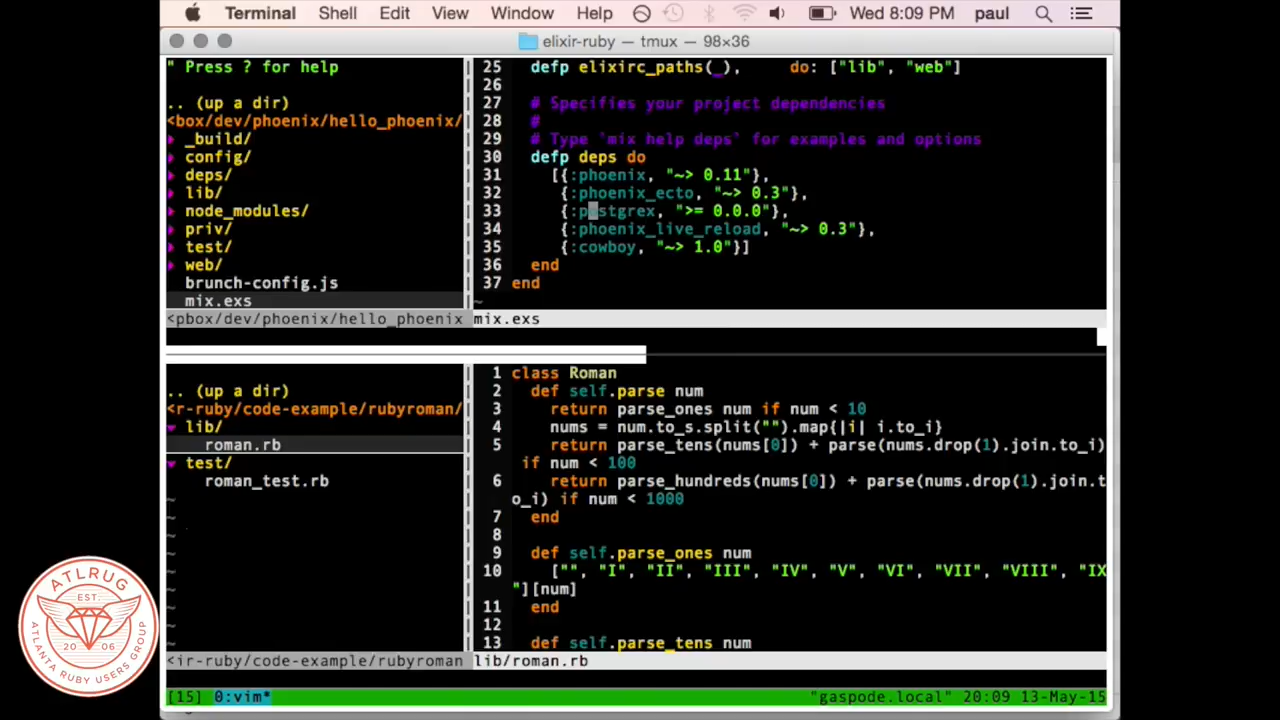 Terminal Shell Edit View Window Help Wed 8:09 PM paul
elixir-ruby — tmux — 98×36
" Press ? for help
.. (up a dir)
<box/dev/phoenix/hello_phoenix/
_build/
config/
deps/
lib/
node_modules/
priv/
test/
web/
brunch-config.js
mix.exs
<pbox/dev/phoenix/hello_phoenix
25 defp elixirc_paths(_), do: ["lib", "web"]
26
27 # Specifies your project dependencies
28 #
29 # Type `mix help deps` for examples and options
30 defp deps do
31 [{:phoenix, "~> 0.11"},
32 {:phoenix_ecto, "~> 0.3"},
33 {:postgrex, ">= 0.0.0"},
34 {:phoenix_live_reload, "~> 0.3"},
35 {:cowboy, "~> 1.0"}]
36 end
37 end
~
mix.exs
.. (up a dir)
<r-ruby/code-example/rubyroman/
lib/
roman.rb
test/
roman_test.rb
~
~
~
~
~
~
~
~
~
<ir-ruby/code-example/rubyroman
1 class Roman
2 def self.parse num
3 return parse_ones num if num < 10
4 nums = num.to_s.split("").map{|i| i.to_i}
5 return parse_tens(nums[0]) + parse(nums.drop(1).join.to_i)
if num < 100
6 return parse_hundreds(nums[0]) + parse(nums.drop(1).join.t
o_i) if num < 1000
7 end
8
9 def self.parse_ones num
10 ["", "I", "II", "III", "IV", "V", "VI", "VII", "VIII", "IX
"][num]
11 end
12
13 def self.parse_tens num
lib/roman.rb
[15] 0:vim* "gaspode.local" 20:09 13-May-15
ATLRUG
EST.
20 06
ATLANTA RUBY USERS GROUP